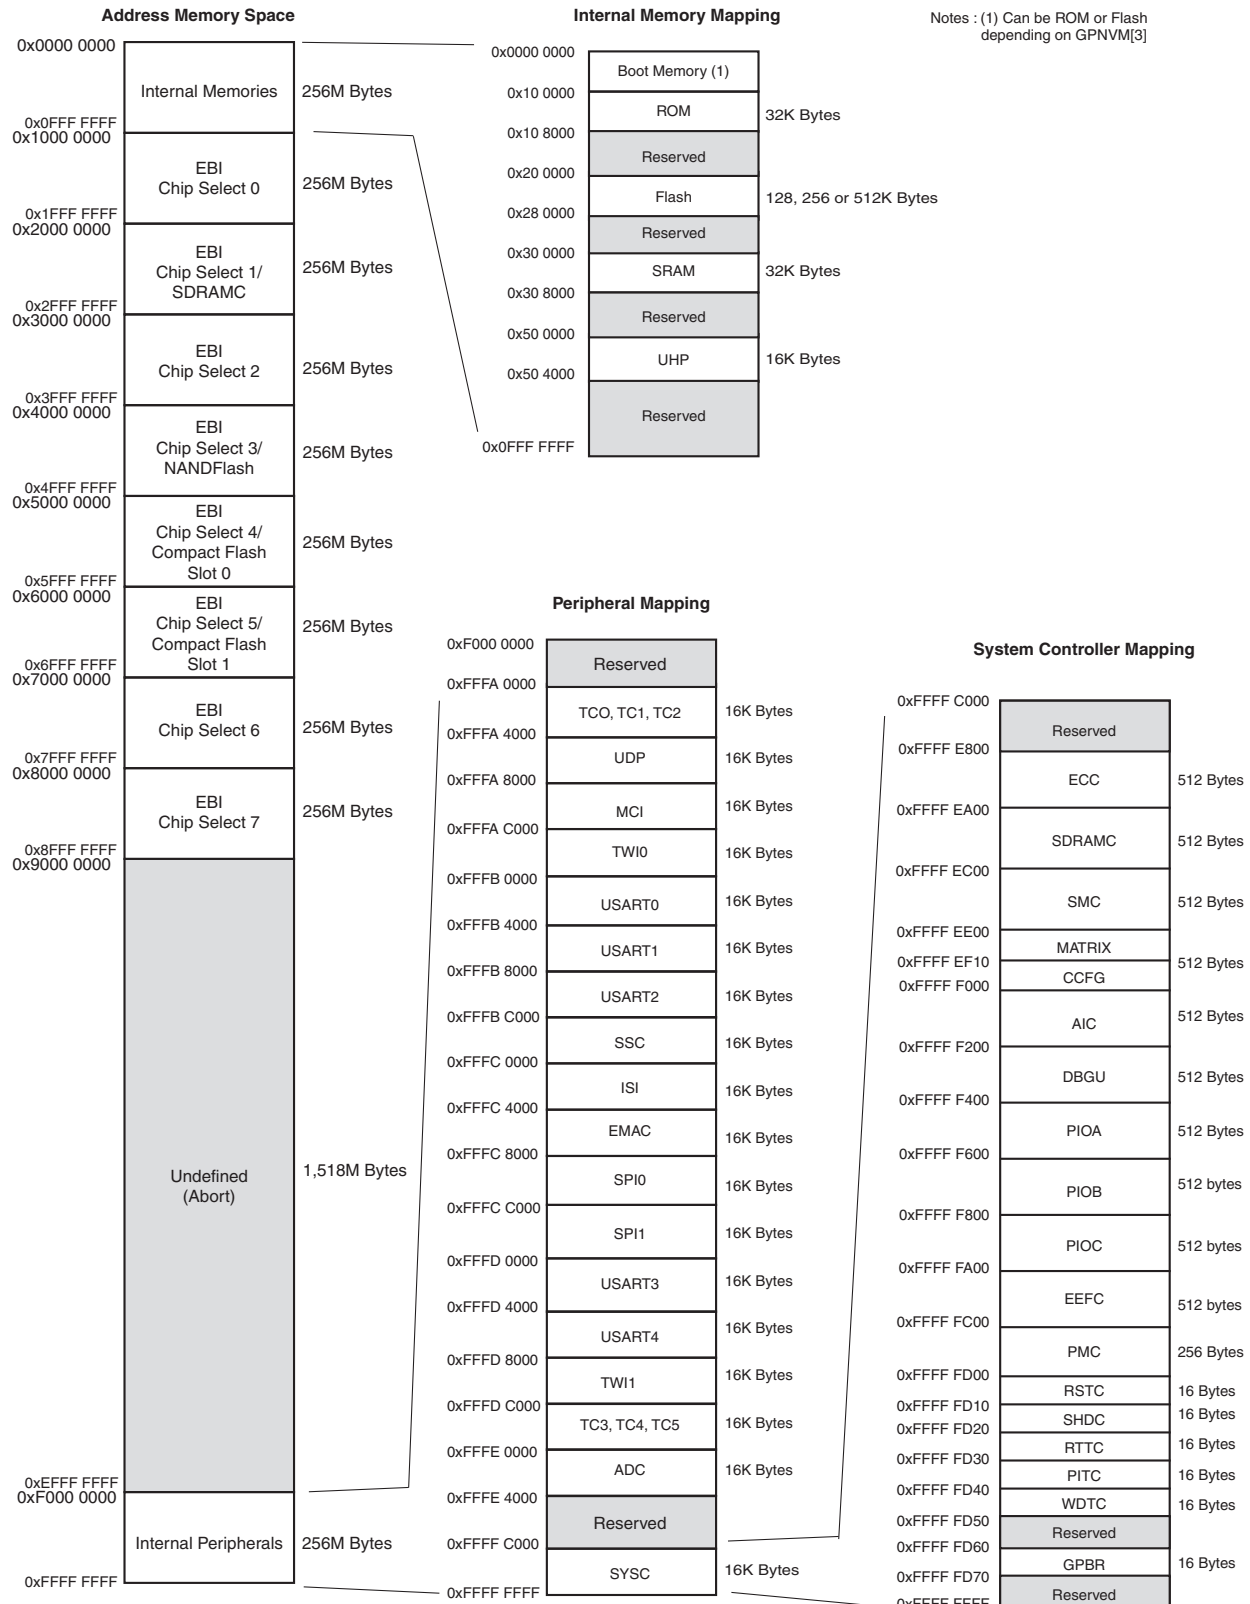 Address Memory Space
0x0000 0000
Internal Memories
256M Bytes
0x0FFF FFFF
0x1000 0000
EBI
Chip Select 0
256M Bytes
0x1FFF FFFF
0x2000 0000
EBI
Chip Select 1/
SDRAMC
256M Bytes
0x2FFF FFFF
0x3000 0000
EBI
Chip Select 2
256M Bytes
0x3FFF FFFF
0x4000 0000
EBI
Chip Select 3/
NANDFlash
256M Bytes
0x4FFF FFFF
0x5000 0000
EBI
Chip Select 4/
Compact Flash
Slot 0
256M Bytes
0x5FFF FFFF
0x6000 0000
EBI
Chip Select 5/
Compact Flash
Slot 1
256M Bytes
0x6FFF FFFF
0x7000 0000
EBI
Chip Select 6
256M Bytes
0x7FFF FFFF
0x8000 0000
EBI
Chip Select 7
256M Bytes
0x8FFF FFFF
0x9000 0000
Undefined
(Abort)
1,518M Bytes
0xEFFF FFFF
0xF000 0000
Internal Peripherals
256M Bytes
0xFFFF FFFF
Internal Memory Mapping
0x0000 0000
Boot Memory (1)
0x10 0000
ROM
32K Bytes
0x10 8000
Reserved
0x20 0000
Flash
128, 256 or 512K Bytes
0x28 0000
Reserved
0x30 0000
SRAM
32K Bytes
0x30 8000
Reserved
0x50 0000
UHP
16K Bytes
0x50 4000
Reserved
0x0FFF FFFF
Notes : (1) Can be ROM or Flash
depending on GPNVM[3]
Peripheral Mapping
0xF000 0000
Reserved
0xFFFA 0000
TCO, TC1, TC2
16K Bytes
0xFFFA 4000
UDP
16K Bytes
0xFFFA 8000
MCI
16K Bytes
0xFFFA C000
TWI0
16K Bytes
0xFFFB 0000
USART0
16K Bytes
0xFFFB 4000
USART1
16K Bytes
0xFFFB 8000
USART2
16K Bytes
0xFFFB C000
SSC
16K Bytes
0xFFFC 0000
ISI
16K Bytes
0xFFFC 4000
EMAC
16K Bytes
0xFFFC 8000
SPI0
16K Bytes
0xFFFC C000
SPI1
16K Bytes
0xFFFD 0000
USART3
16K Bytes
0xFFFD 4000
USART4
16K Bytes
0xFFFD 8000
TWI1
16K Bytes
0xFFFD C000
TC3, TC4, TC5
16K Bytes
0xFFFE 0000
ADC
16K Bytes
0xFFFE 4000
Reserved
0xFFFF C000
SYSC
16K Bytes
0xFFFF FFFF
System Controller Mapping
0xFFFF C000
Reserved
0xFFFF E800
ECC
512 Bytes
0xFFFF EA00
SDRAMC
512 Bytes
0xFFFF EC00
SMC
512 Bytes
0xFFFF EE00
MATRIX
0xFFFF EF10
512 Bytes
CCFG
0xFFFF F000
AIC
512 Bytes
0xFFFF F200
DBGU
512 Bytes
0xFFFF F400
PIOA
512 Bytes
0xFFFF F600
PIOB
512 bytes
0xFFFF F800
PIOC
512 bytes
0xFFFF FA00
EEFC
512 bytes
0xFFFF FC00
PMC
256 Bytes
0xFFFF FD00
RSTC
16 Bytes
0xFFFF FD10
SHDC
16 Bytes
0xFFFF FD20
RTTC
16 Bytes
0xFFFF FD30
PITC
16 Bytes
0xFFFF FD40
WDTC
16 Bytes
0xFFFF FD50
Reserved
0xFFFF FD60
GPBR
16 Bytes
0xFFFF FD70
Reserved
0xFFFF FFFF